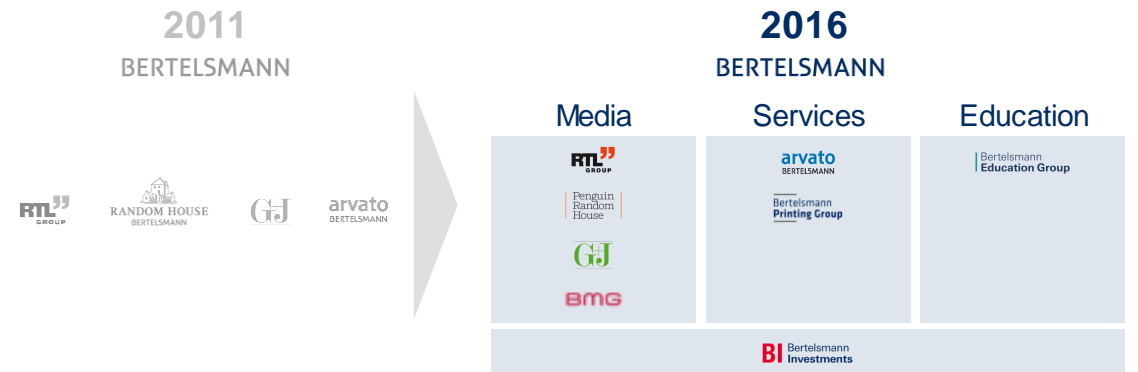 2011
BERTELSMANN
RTL
GROUP
RANDOM HOUSE
BERTELSMANN
G+J
arvato
BERTELSMANN
2016
BERTELSMANN
Media
Services
Education
RTL
GROUP
Penguin
Random
House
G+J
BMG
arvato
BERTELSMANN
Bertelsmann
Printing Group
Bertelsmann
Education Group
BI
Bertelsmann
Investments